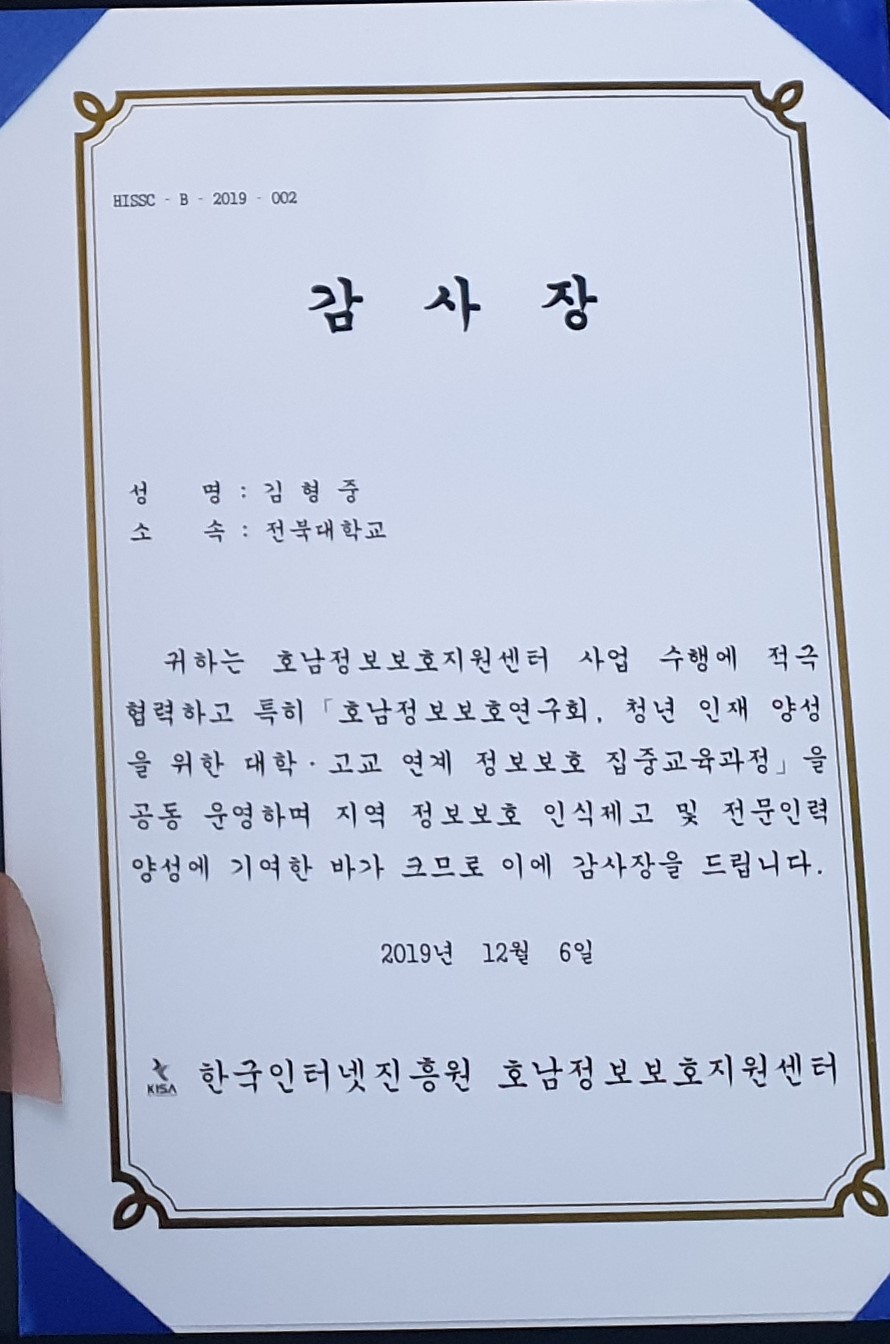 HISSC - B - 2019 - 002
감 사 장
성 명 : 김 형 중
소 속 : 전북대학교
귀하는 호남정보보호지원센터 사업 수행에 적극
협력하고 특히 「호남정보보호연구회, 청년 인재 양성
을 위한 대학·고교 연계 정보보호 집중교육과정」을
공동 운영하며 지역 정보보호 인식제고 및 전문인력
양성에 기여한 바가 크므로 이에 감사장을 드립니다.
2019년 12월 6일
KISA 한국인터넷진흥원 호남정보보호지원센터